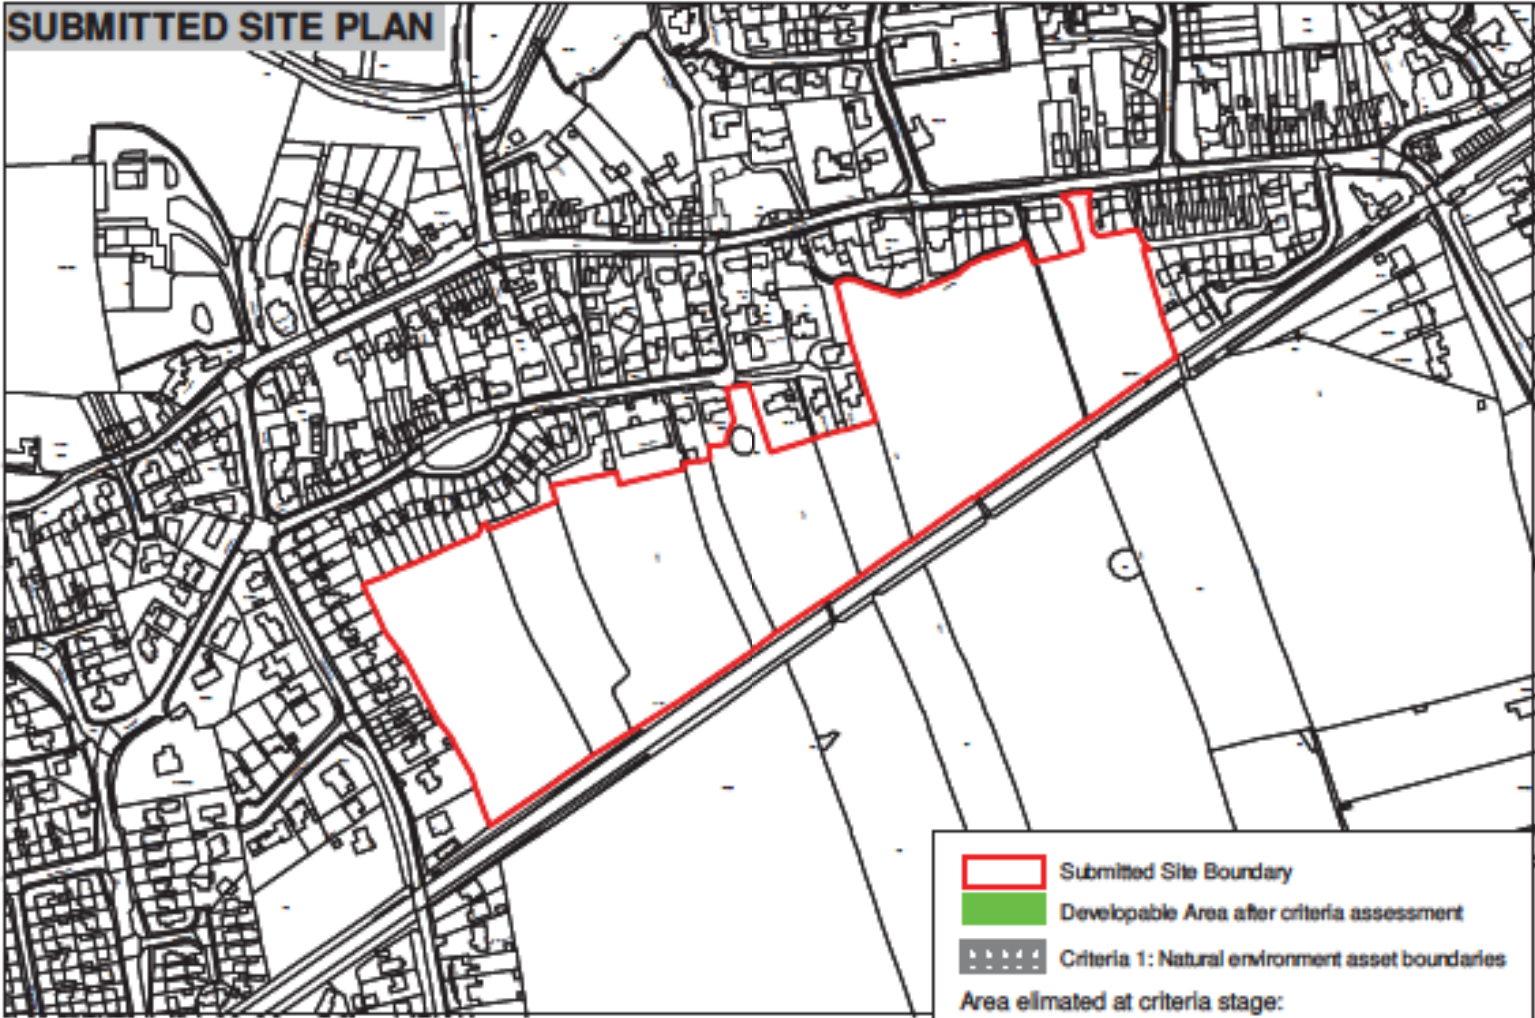 SUBMITTED SITE PLAN
Submitted Site Boundary
Developable Area after criteria assessment
Criteria 1: Natural environment asset boundaries
Area elimated at criteria stage: